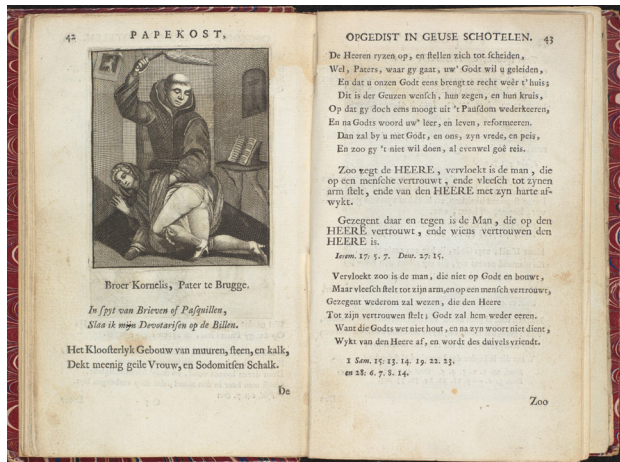 42
PAPEKOST,
Broer Kornelis, Pater te Brugge.
In spyt van Brieven of Pasquillen,
Slaa ik mijn Devotarisen op de Billen.
Het Kloosterlyk Gebouw van muuren, steen, en kalk,
Dekt meenig geile Vrouw, en Sodomitsen Schalk.
De
OPGEDIST IN GEUSE SCHOTELEN. 43
De Heeren ryzen op, en stellen zich tot scheiden,
Wel, Paters, waar gy gaat, uw' Godt wil u geleiden,
En dat u onzen Godt eens brengt te recht weêr t'huis;
Dit is der Geuzen wensch, hun zegen, en hun kruis,
Op dat gy doch eens moogt uit 't Pausdom wederkeeren,
En na Godts woord uw' leer, en leven, reformeeren.
Dan zal by u met Godt, en ons, zyn vrede, en peis,
En zoo gy 't niet wil doen, al evenwel goê reis.
Zoo zegt de HEERE, vervloekt is de man, die
op een mensche vertrouwt, ende vleesch tot zynen
arm stelt, ende van den HEERE met zyn harte af-
wykt.
Gezegent daar en tegen is de Man, die op den
HEERE vertrouwt, ende wiens vertrouwen den
HEERE is.
Jerem. 17: 5. 7. Deut. 27: 15.
Vervloekt zoo is de man, die niet op Godt en bouwt,
Maar vleesch stelt tot zijn arm, en op een mensch vertrouwt,
Gezegent wederom zal wezen, die den Heere
Tot zijn vertrouwen stelt; Godt zal hem weder eeren.
Want die Godts wet niet hout, en na zyn woort niet dient,
Wykt van den Heere af, en wordt des duivels vriendt.
1 Sam. 15: 13. 14. 19. 22. 23.
en 28: 6. 7. 8. 14.
Zoo